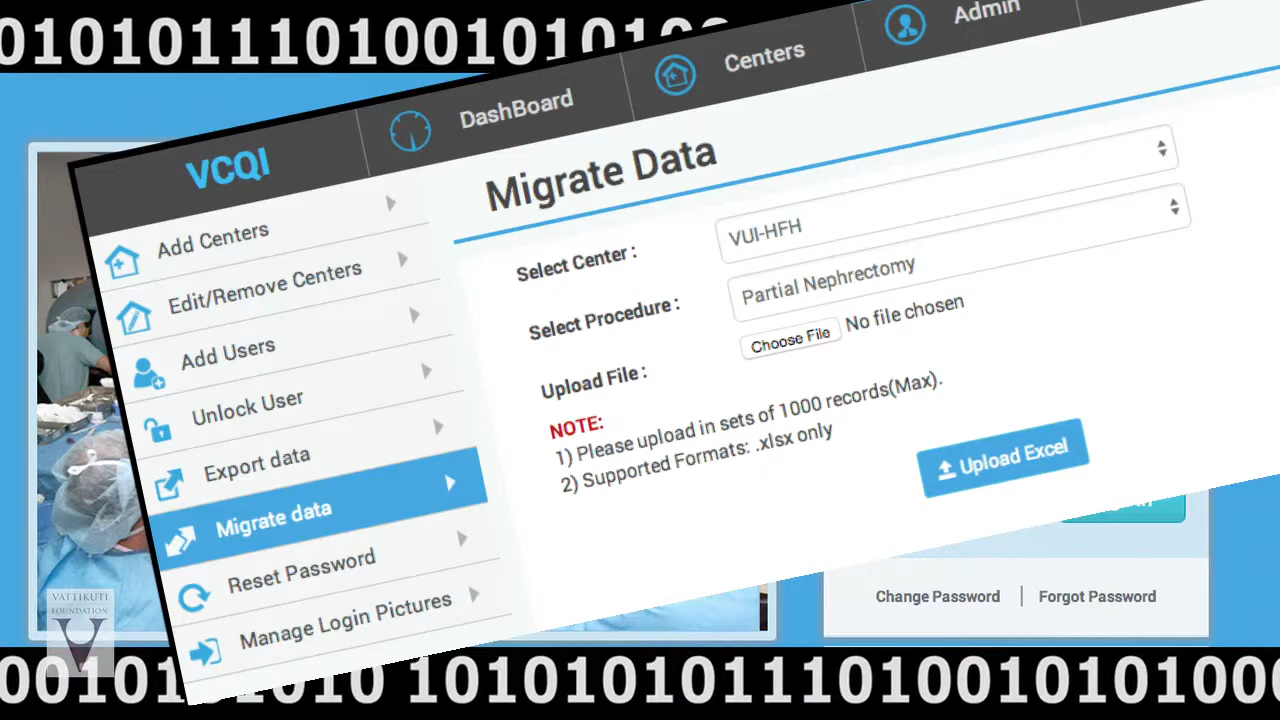 01010111010010101000
DashBoard
Centers
Admin
VCQI
Add Centers
Edit/Remove Centers
Add Users
Unlock User
Export data
Migrate data
Reset Password
Manage Login Pictures
Migrate Data
Select Center :
VUI-HFH
Select Procedure :
Partial Nephrectomy
Upload File :
Choose File No file chosen
NOTE:
1) Please upload in sets of 1000 records(Max).
2) Supported Formats: .xlsx only
Upload Excel
Change Password | Forgot Password
VATTIKUTI
FOUNDATION
V
10101010111010010101000